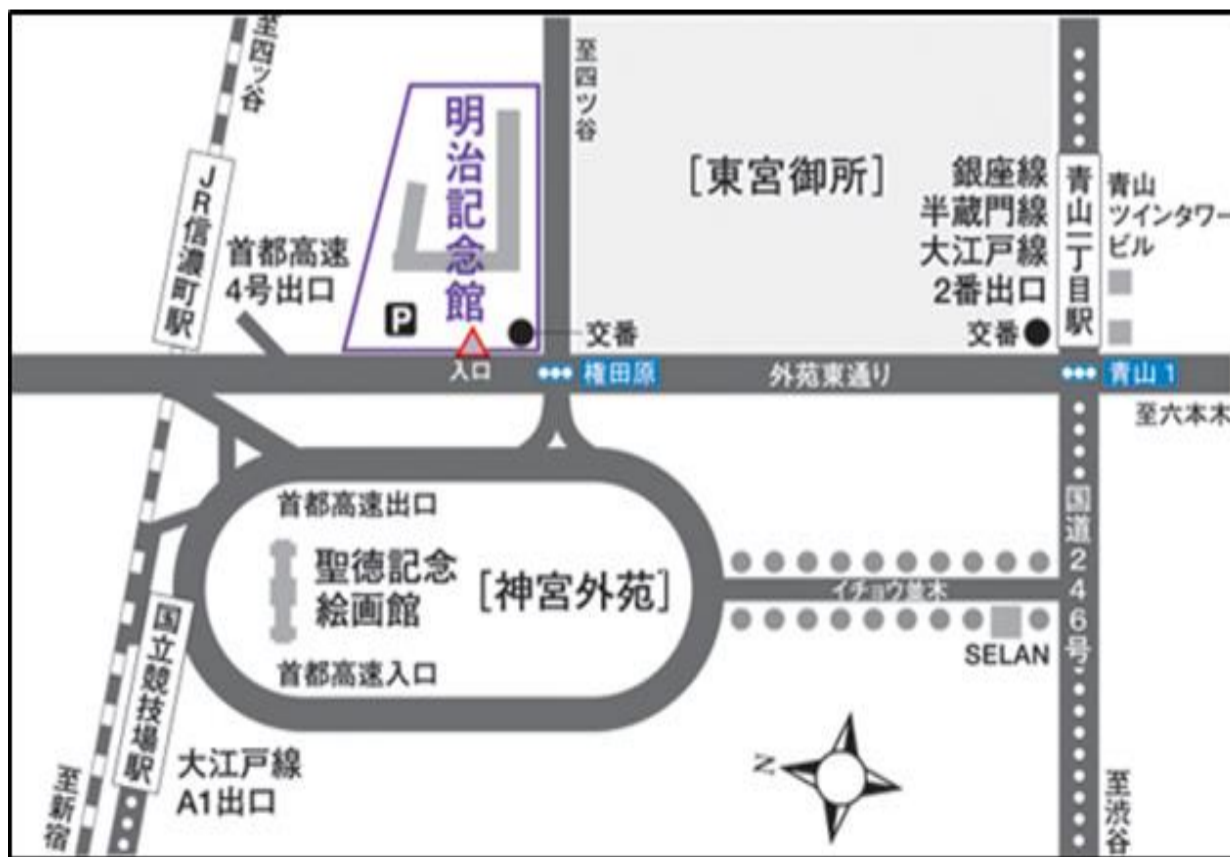 至四ッ谷
明治記念館
至四ツ谷
[東宮御所]
銀座線
半蔵門線
大江戸線
2番出口
青山一丁目駅
青山
ツインタワー
ビル
JR信濃町駅
首都高速
4号出口
P
交番
交番
入口
権田原
外苑東通り
青山 1
至六本木
首都高速出口
聖徳記念
絵画館
[神宮外苑]
首都高速入口
イチョウ並木
SELAN
国道246号
国立競技場駅
大江戸線
A1出口
至新宿
N
至渋谷